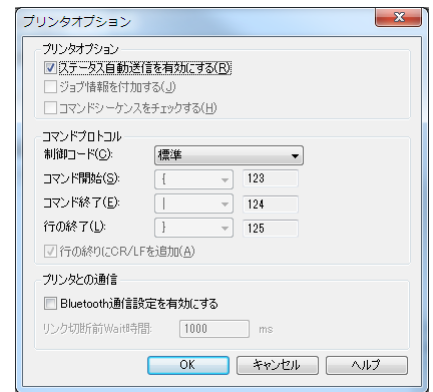 プリンタオプション
プリンタオプション
ステータス自動送信を有効にする(R)
ジョブ情報を付加する(J)
コマンドシーケンスをチェックする(H)
コマンドプロトコル
制御コード(C): 標準
コマンド開始(S): { 123
コマンド終了(E): | 124
行の終了(L): } 125
行の終りにCR/LFを追加(A)
プリンタとの通信
Bluetooth通信設定を有効にする
リンク切断前Wait時間: 1000 ms
OK キャンセル ヘルプ